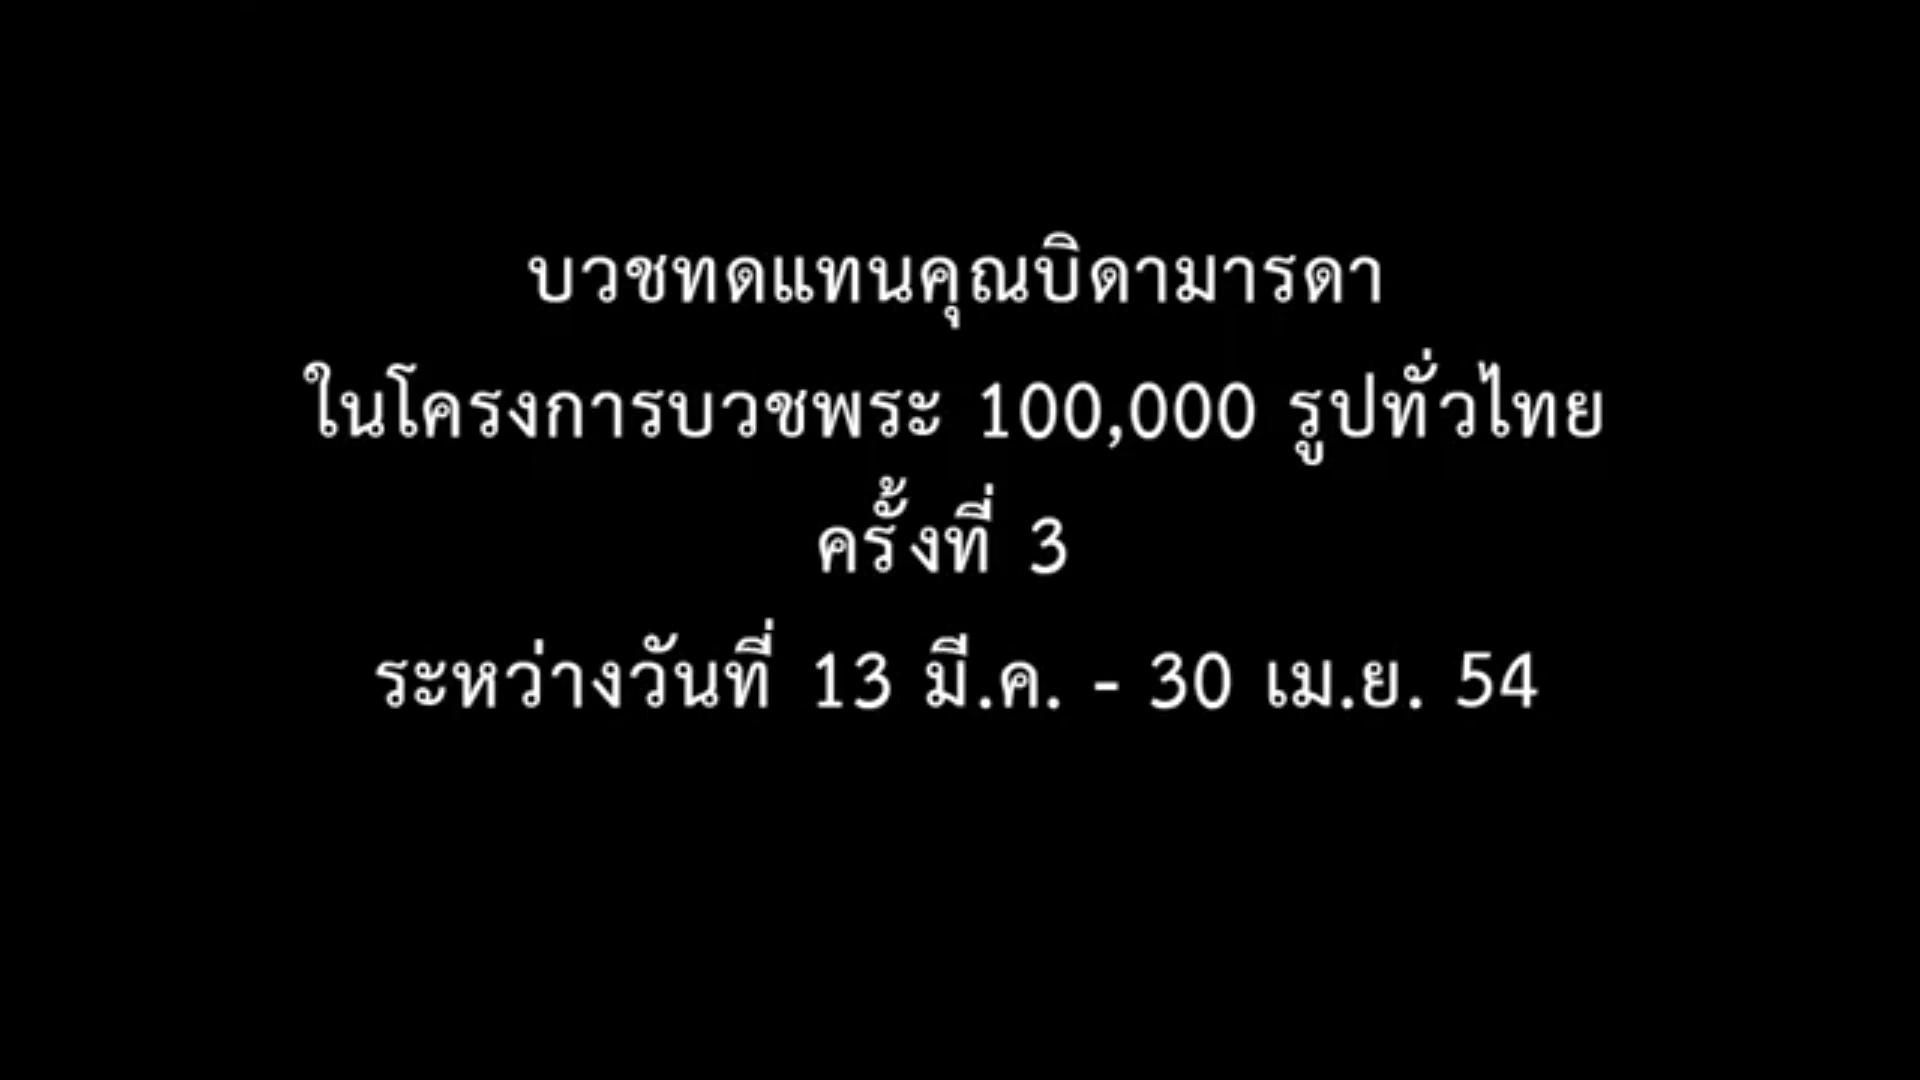 บวชทดแทนคุณบิดามารดา
ในโครงการบวชพระ 100,000 รูปทั่วไทย
ครั้งที่ 3
ระหว่างวันที่ 13 มี.ค. - 30 เม.ย. 54